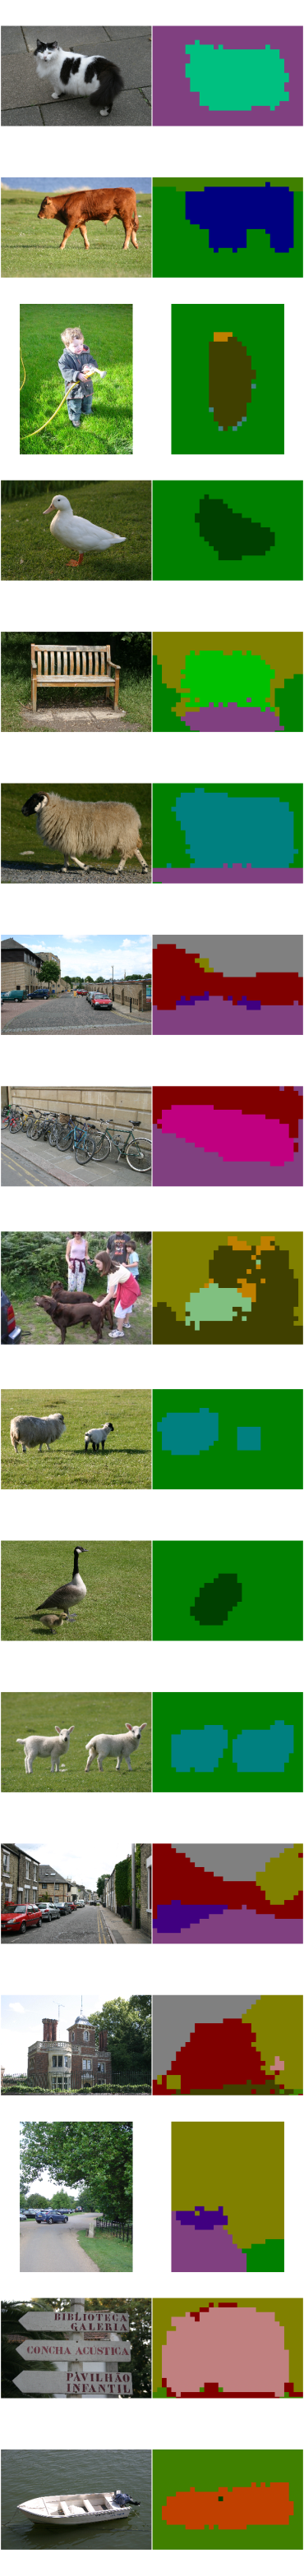 BIBLIOTECA
GALERIA
CONCHA ACUSTICA
PAVILHÃO
INFANTIL